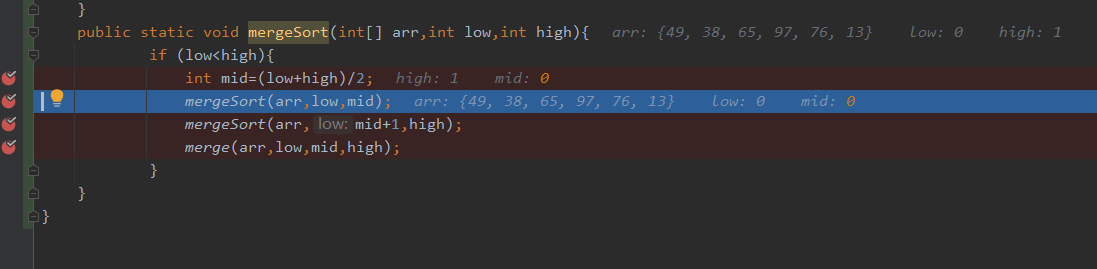 }
public static void mergeSort(int[] arr,int low,int high){ arr: {49, 38, 65, 97, 76, 13} low: 0 high: 1
if (low<high){
int mid=(low+high)/2; high: 1 mid: 0
mergeSort(arr,low,mid); arr: {49, 38, 65, 97, 76, 13} low: 0 mid: 0
mergeSort(arr, low: mid+1,high);
merge(arr,low,mid,high);
}
}
}